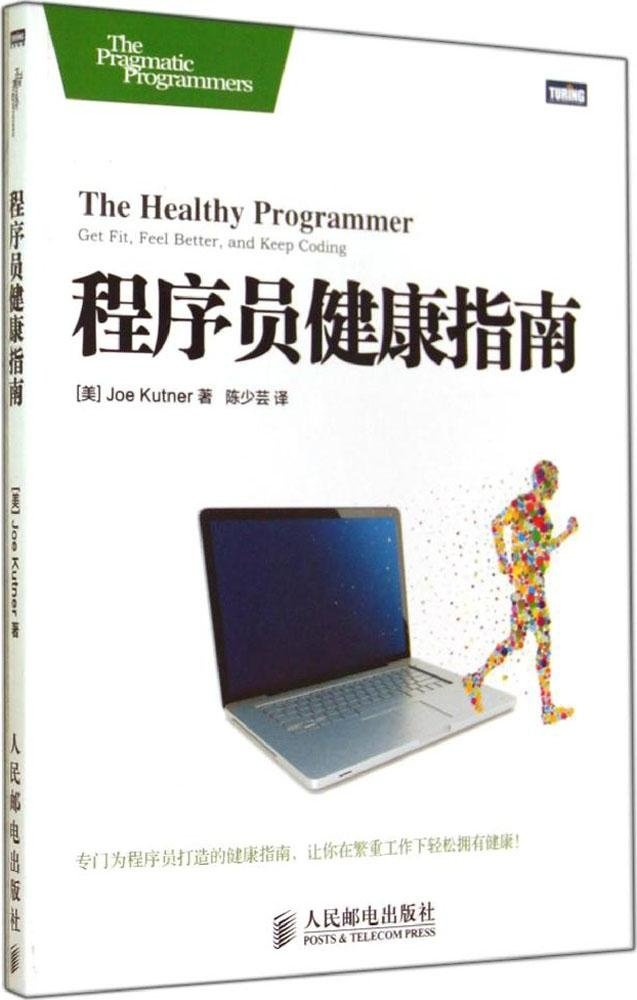 The
Pragmatic
Programmers
TURING
The Healthy Programmer
Get Fit, Feel Better, and Keep Coding
程序员健康指南
[美] Joe Kutner 著 陈少芸 译
专门为程序员打造的健康指南，让你在繁重工作下轻松拥有健康！
人民邮电出版社
POSTS & TELECOM PRESS
程序员健康指南
[美] Joe Kutner 著
人民邮电出版社